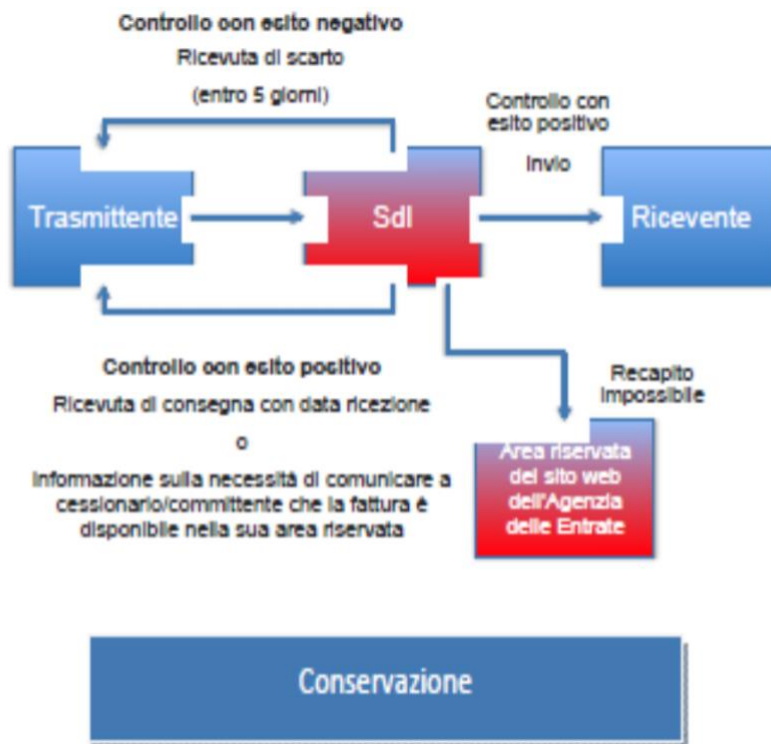 Controllo con esito negativo
Ricevuta di scarto
(entro 5 giorni)
Controllo con
esito positivo
Invio
Trasmittente
SdI
Ricevente
Controllo con esito positivo
Ricevuta di consegna con data ricezione
o
Informazione sulla necessità di comunicare a
cessionario/committente che la fattura è
disponibile nella sua area riservata
Recapito
impossibile
Area riservata
del sito web
dell'Agenzia
delle Entrate
Conservazione